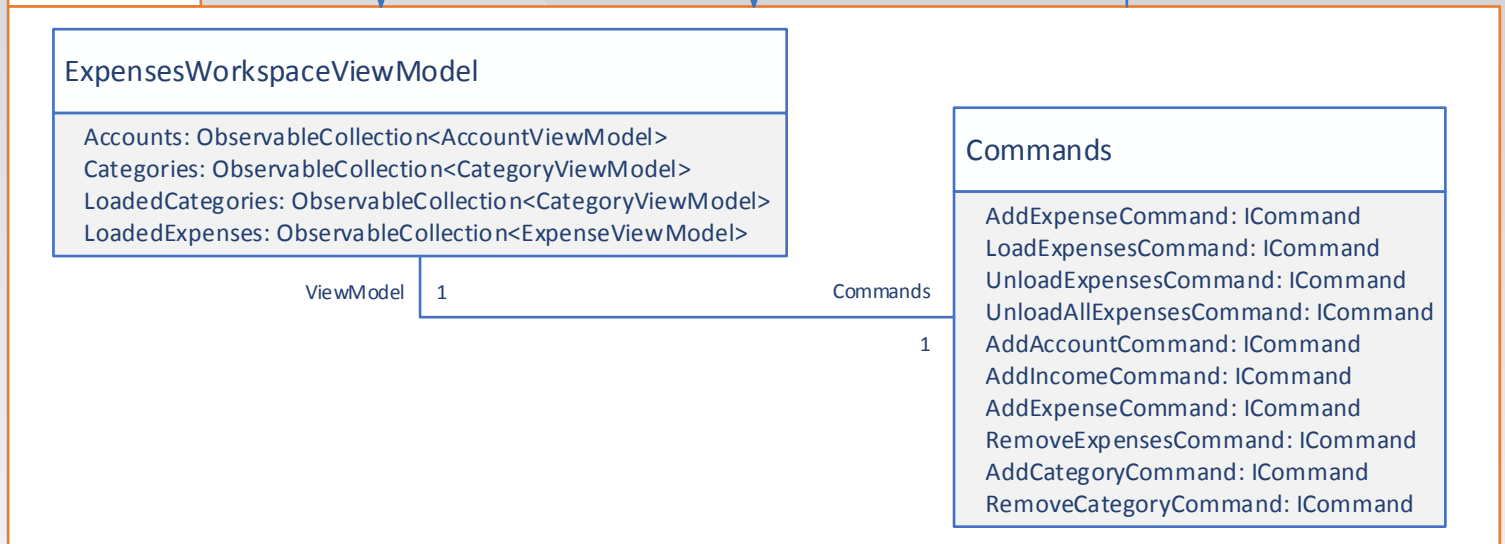 ExpensesWorkspaceViewModel
Accounts: ObservableCollection<AccountViewModel>
Categories: ObservableCollection<CategoryViewModel>
LoadedCategories: ObservableCollection<CategoryViewModel>
LoadedExpenses: ObservableCollection<ExpenseViewModel>
ViewModel 1
Commands
1
Commands
AddExpenseCommand: ICommand
LoadExpensesCommand: ICommand
UnloadExpensesCommand: ICommand
UnloadAllExpensesCommand: ICommand
AddAccountCommand: ICommand
AddIncomeCommand: ICommand
AddExpenseCommand: ICommand
RemoveExpensesCommand: ICommand
AddCategoryCommand: ICommand
RemoveCategoryCommand: ICommand